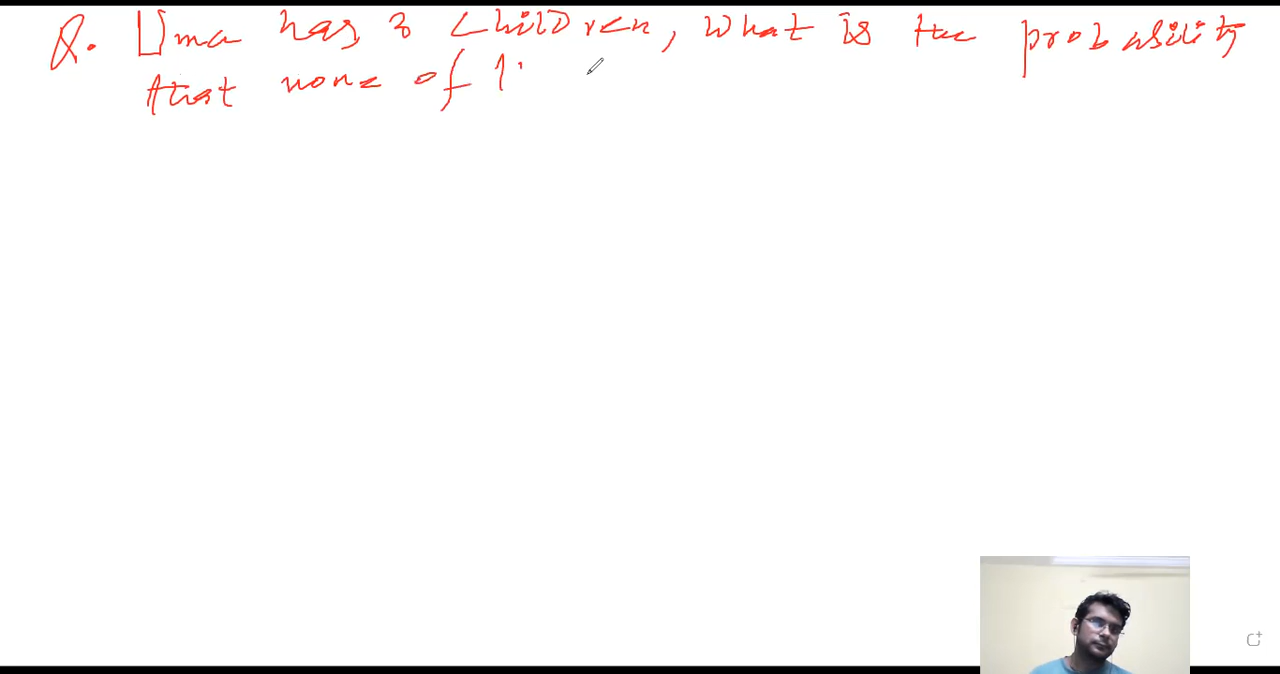 Q. Uma has 3 children, what is the probability
that none of